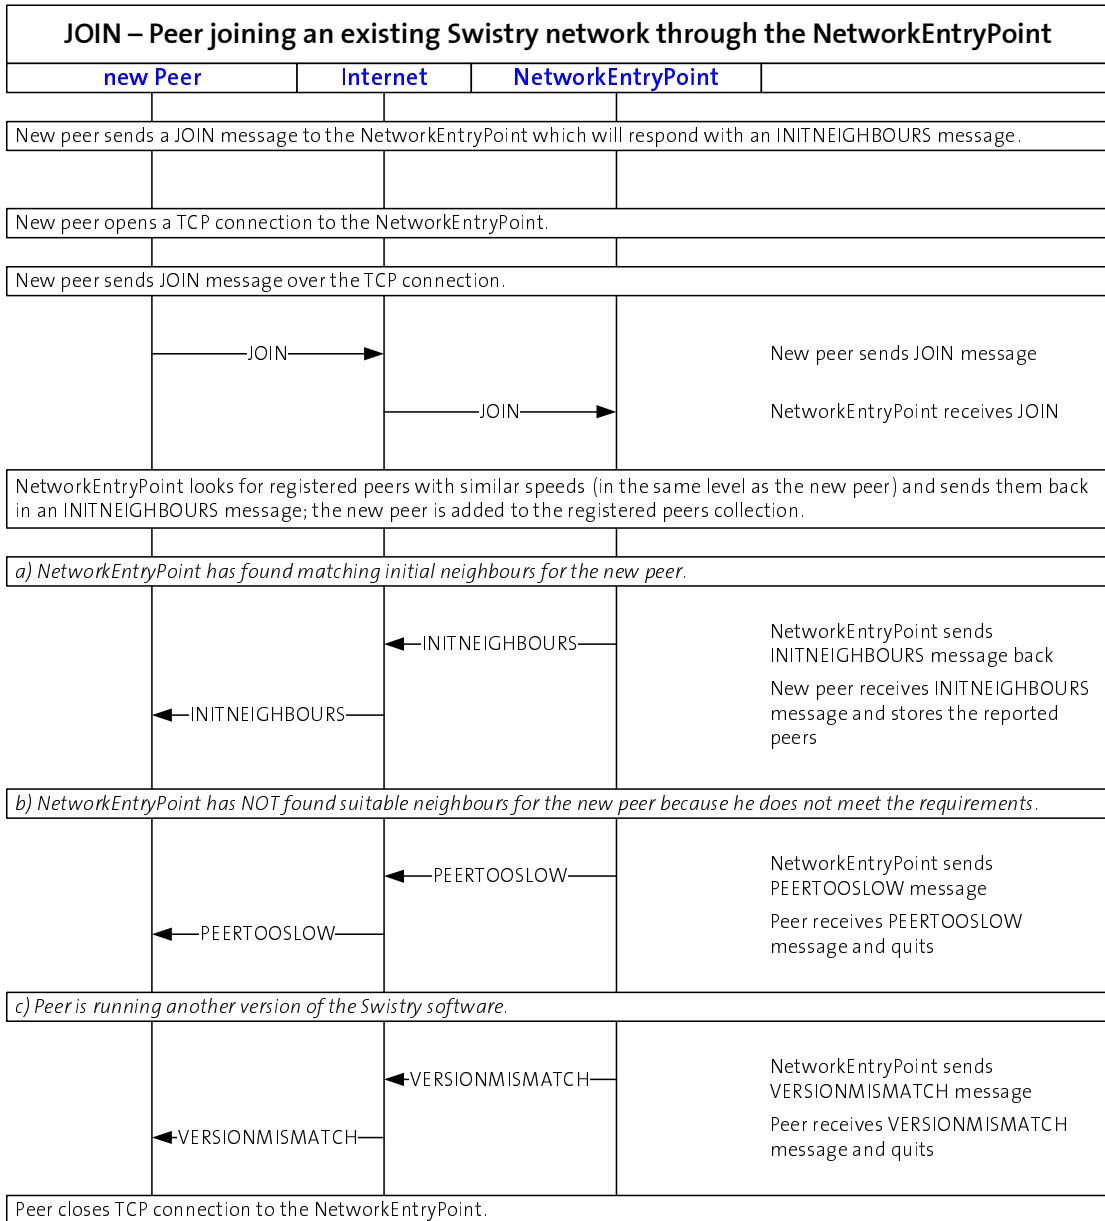 JOIN – Peer joining an existing Swistry network through the NetworkEntryPoint
new Peer Internet NetworkEntryPoint
New peer sends a JOIN message to the NetworkEntryPoint which will respond with an INITNEIGHBOURS message.
New peer opens a TCP connection to the NetworkEntryPoint.
New peer sends JOIN message over the TCP connection.
JOIN New peer sends JOIN message
JOIN NetworkEntryPoint receives JOIN
NetworkEntryPoint looks for registered peers with similar speeds (in the same level as the new peer) and sends them back
in an INITNEIGHBOURS message; the new peer is added to the registered peers collection.
a) NetworkEntryPoint has found matching initial neighbours for the new peer.
INITNEIGHBOURS
NetworkEntryPoint sends
INITNEIGHBOURS message back
INITNEIGHBOURS
New peer receives INITNEIGHBOURS
message and stores the reported
peers
b) NetworkEntryPoint has NOT found suitable neighbours for the new peer because he does not meet the requirements.
PEERTOOSLOW
NetworkEntryPoint sends
PEERTOOSLOW message
PEERTOOSLOW
Peer receives PEERTOOSLOW
message and quits
c) Peer is running another version of the Swistry software.
VERSIONMISMATCH
NetworkEntryPoint sends
VERSIONMISMATCH message
VERSIONMISMATCH
Peer receives VERSIONMISMATCH
message and quits
Peer closes TCP connection to the NetworkEntryPoint.